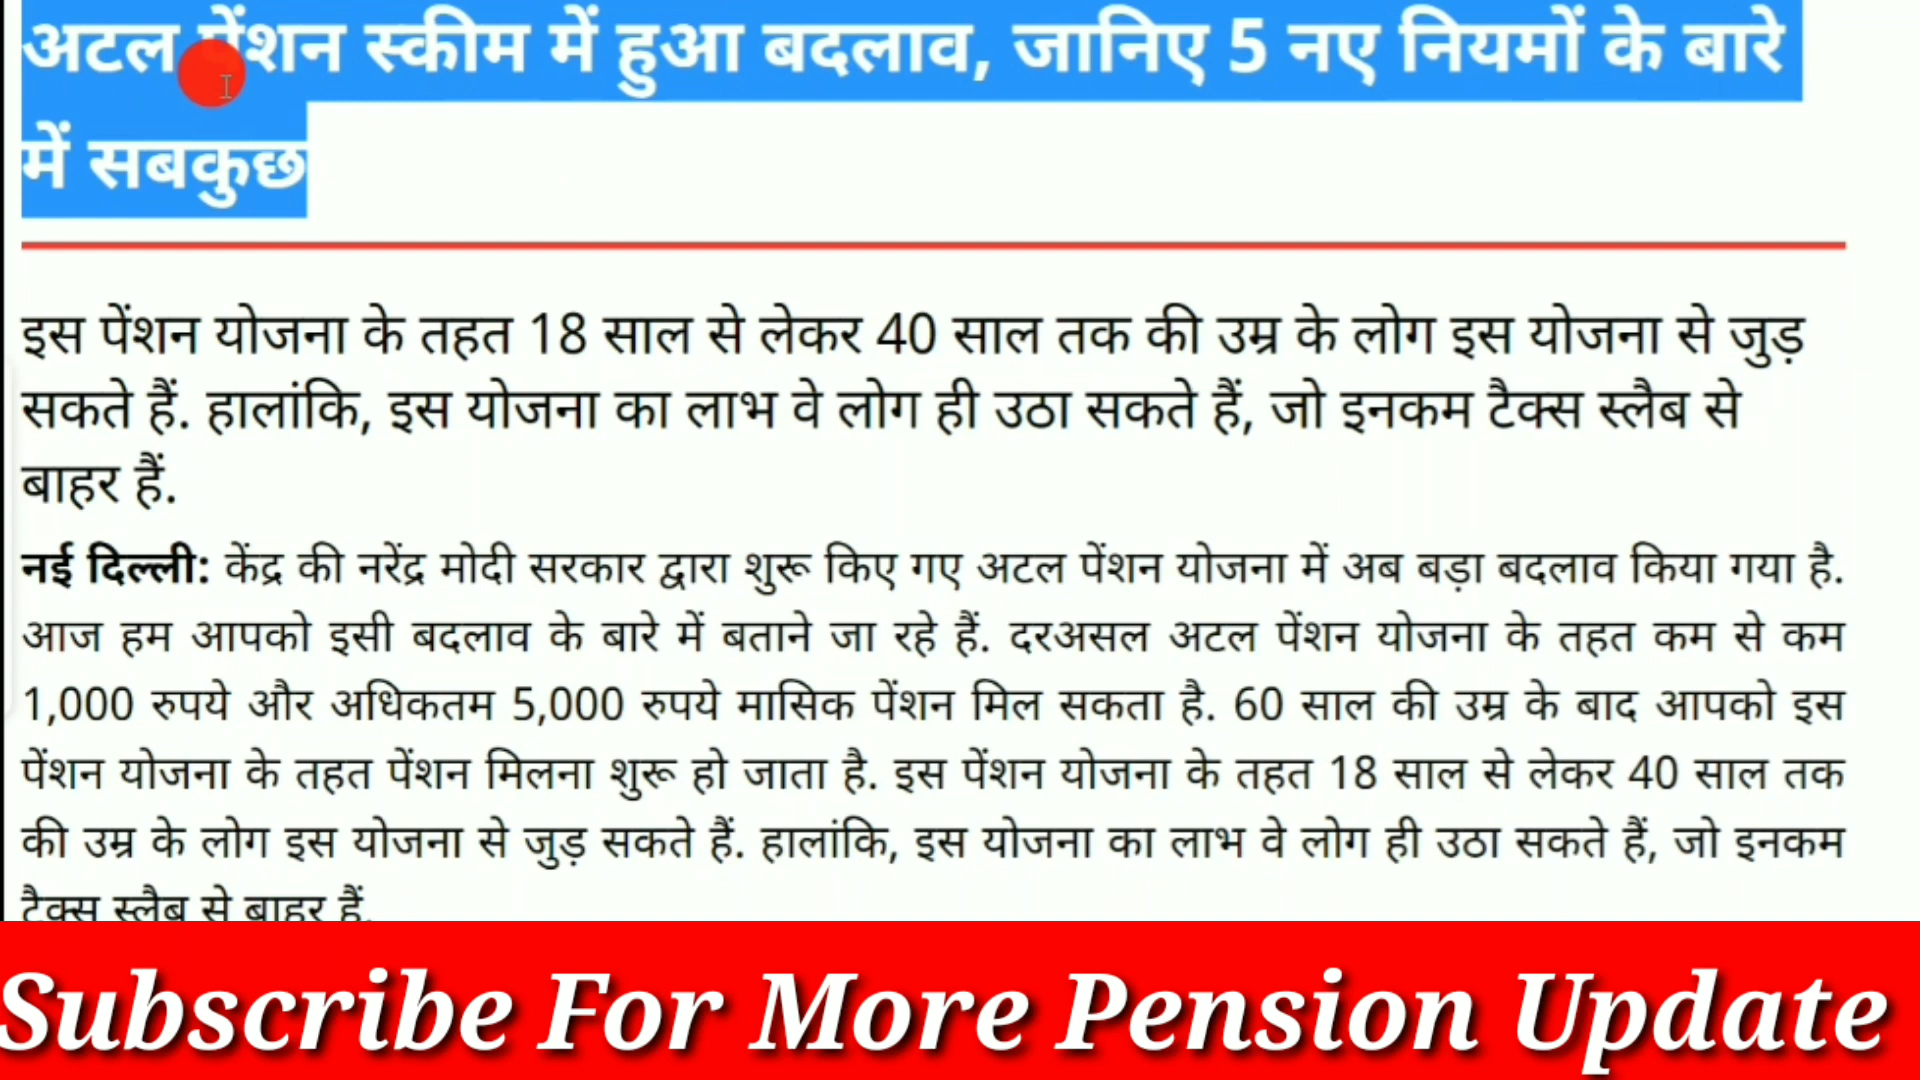 अटल पेंशन स्कीम में हुआ बदलाव, जानिए 5 नए नियमों के बारे
में सबकुछ
इस पेंशन योजना के तहत 18 साल से लेकर 40 साल तक की उम्र के लोग इस योजना से जुड़
सकते हैं. हालांकि, इस योजना का लाभ वे लोग ही उठा सकते हैं, जो इनकम टैक्स स्लैब से
बाहर हैं.
नई दिल्ली: केंद्र की नरेंद्र मोदी सरकार द्वारा शुरू किए गए अटल पेंशन योजना में अब बड़ा बदलाव किया गया है.
आज हम आपको इसी बदलाव के बारे में बताने जा रहे हैं. दरअसल अटल पेंशन योजना के तहत कम से कम
1,000 रुपये और अधिकतम 5,000 रुपये मासिक पेंशन मिल सकता है. 60 साल की उम्र के बाद आपको इस
पेंशन योजना के तहत पेंशन मिलना शुरू हो जाता है. इस पेंशन योजना के तहत 18 साल से लेकर 40 साल तक
की उम्र के लोग इस योजना से जुड़ सकते हैं. हालांकि, इस योजना का लाभ वे लोग ही उठा सकते हैं, जो इनकम
टैक्स स्लैब से बाहर हैं.
Subscribe For More Pension Update